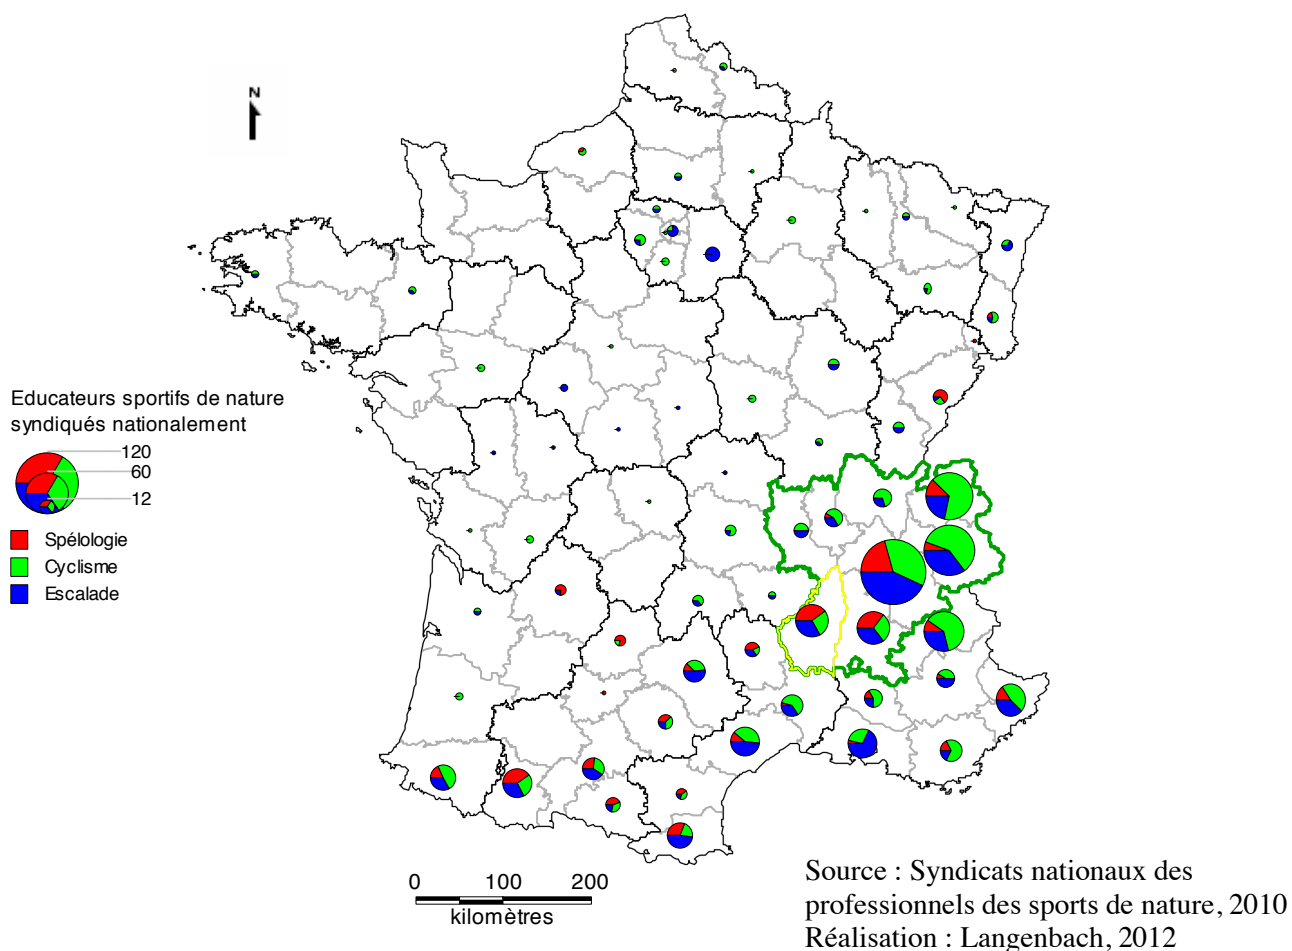 N
Educateurs sportifs de nature
syndiqués nationalement
120
60
12
Spélologie
Cyclisme
Escalade
0 100 200
kilomètres
Source : Syndicats nationaux des
professionnels des sports de nature, 2010
Réalisation : Langenbach, 2012